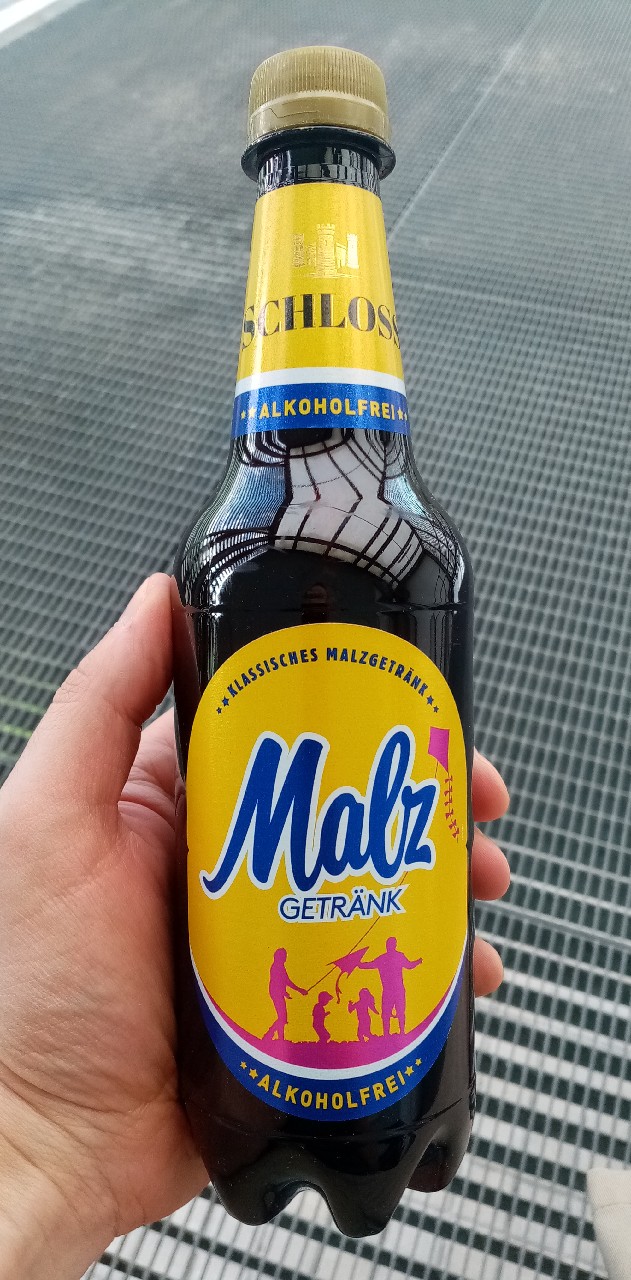 SCHLOSS
ALKOHOLFREI
KLASSISCHES MALZGETRÄNK
Malz
GETRÄNK
ALKOHOLFREI